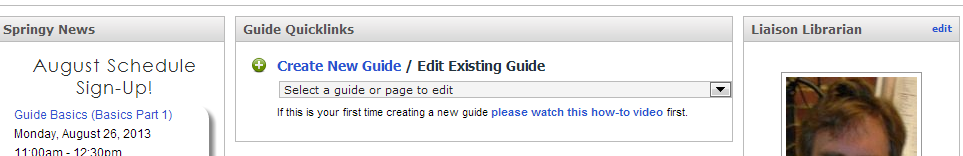 Springy News
August Schedule
Sign-Up!
Guide Basics (Basics Part 1)
Monday, August 26, 2013
11:00am - 12:30pm
Guide Quicklinks
Create New Guide / Edit Existing Guide
Select a guide or page to edit
If this is your first time creating a new guide please watch this how-to video first.
Liaison Librarian
edit